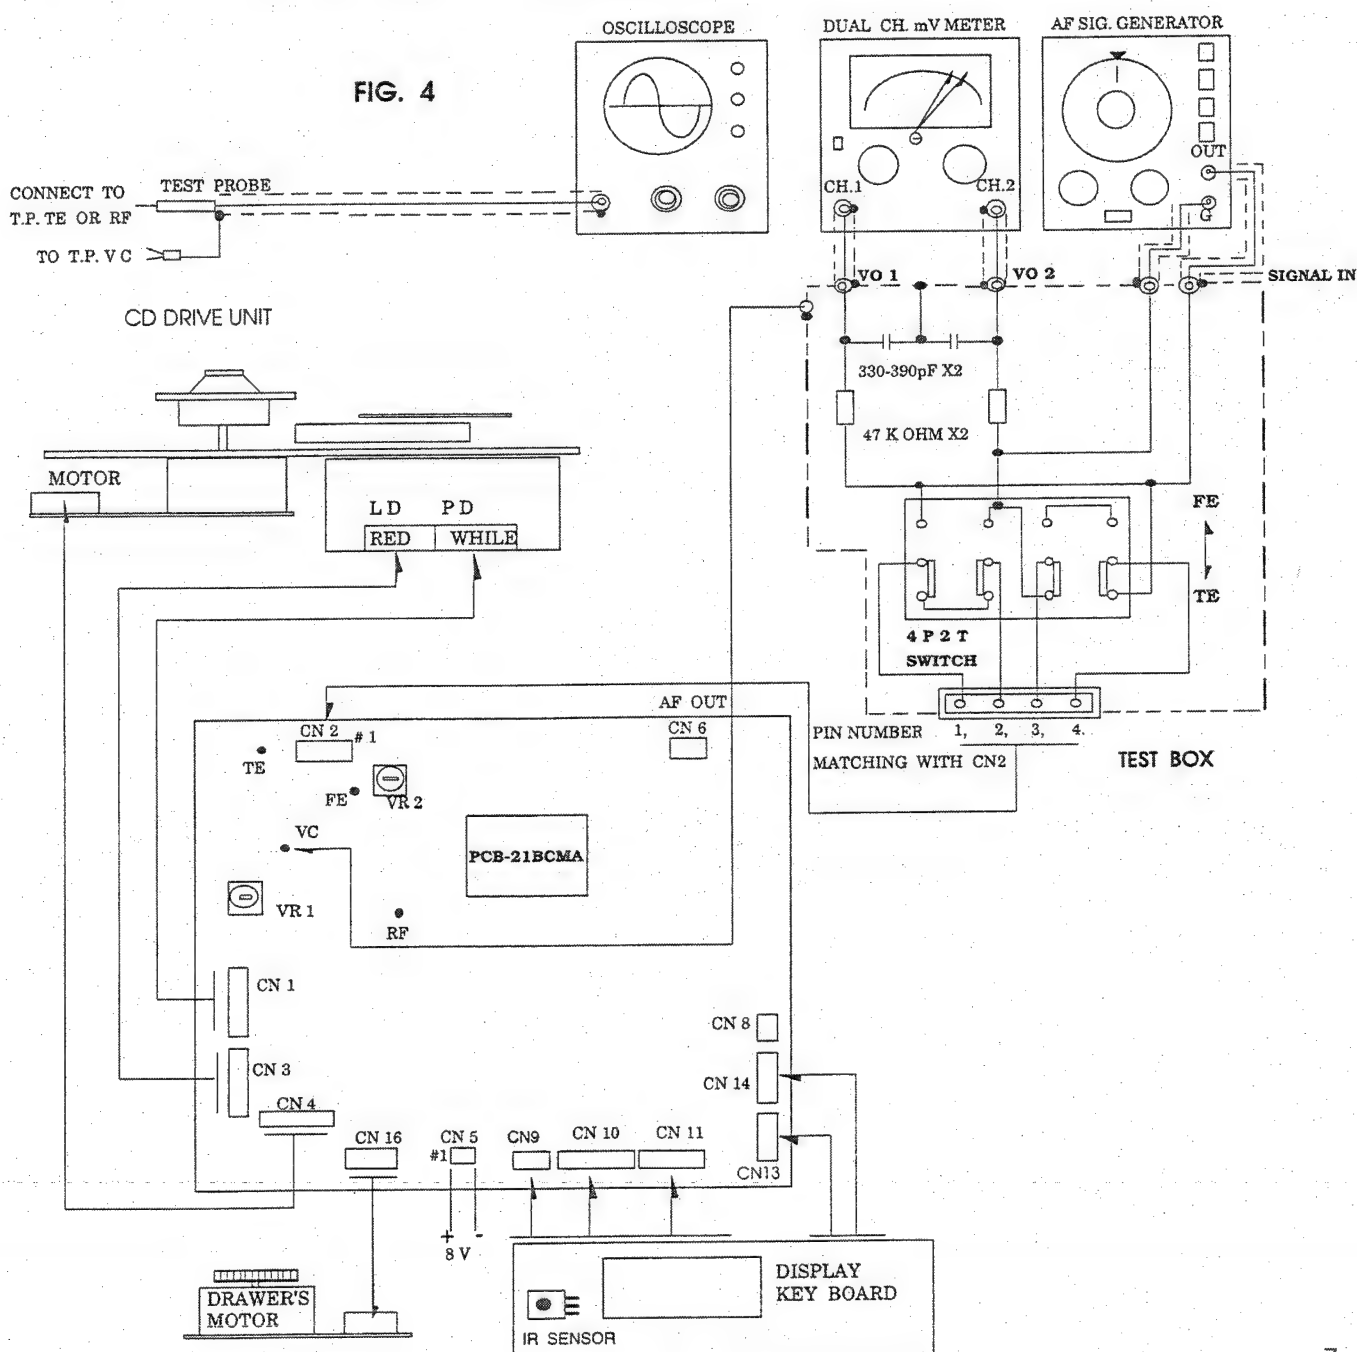 OSCILLOSCOPE
DUAL CH. mV METER
AF SIG. GENERATOR
FIG. 4
OUT
CH.1
CH.2
G
CONNECT TO
T.P. TE OR RF
TEST PROBE
TO T.P. V C
VO 1
VO 2
SIGNAL IN
CD DRIVE UNIT
330-390pF X2
47 K OHM X2
MOTOR
L D P D
RED WHILE
FE
TE
4 P 2 T
SWITCH
AF OUT
CN 2 # 1
CN 6
PIN NUMBER 1, 2, 3, 4.
MATCHING WITH CN2
TEST BOX
TE
FE
VR 2
VC
PCB-21BCMA
VR 1
RF
CN 1
CN 8
CN 3
CN 14
CN 4
CN 16
CN 5
#1
CN9
CN 10
CN 11
CN13
+ -
8 V
DISPLAY
KEY BOARD
DRAWER'S
MOTOR
IR SENSOR